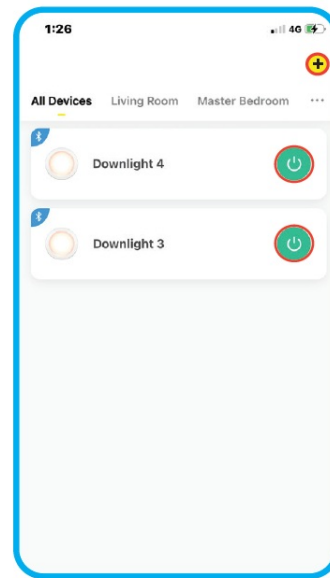 1:26
4G
All Devices Living Room Master Bedroom ...
Downlight 4
Downlight 3